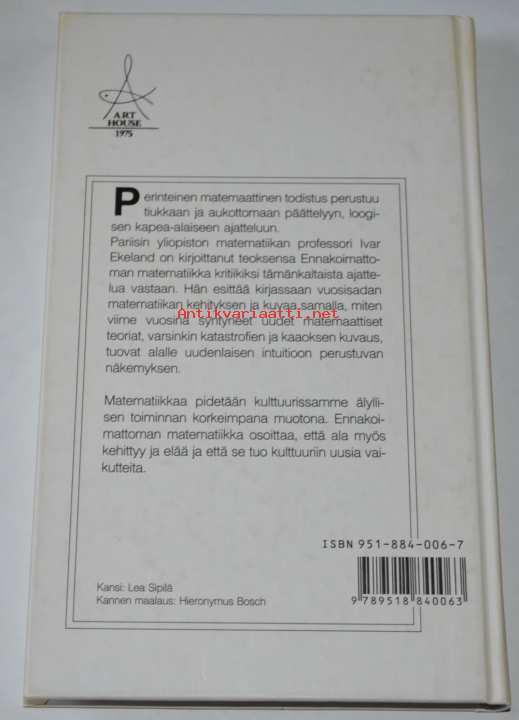 ART
HOUSE
1975
Perinteinen matemaattinen todistus perustuu
tiukkaan ja aukottomaan päättelyyn, loogi-
sen kapea-alaiseen ajatteluun.
Pariisin yliopiston matematiikan professori Ivar
Ekeland on kirjoittanut teoksensa Ennakoimatto-
man matematiikka kritiikiksi tämänkaltaista ajatte-
lua vastaan. Hän esittää kirjassaan vuosisadan
matematiikan kehityksen ja kuvaa samalla, miten
Antikvariaatti.net
viime vuosina syntyneet uudet matemaattiset
teoriat, varsinkin katastrofien ja kaaoksen kuvaus,
tuovat alalle uudenlaisen intuitioon perustuvan
näkemyksen.
Matematiikkaa pidetään kulttuurissamme älylli-
sen toiminnan korkeimpana muotona. Ennakoi-
mattoman matematiikka osoittaa, että ala myös
kehittyy ja elää ja että se tuo kulttuuriin uusia vai-
kutteita.
ISBN 951-884-006-7
Kansi: Lea Sipilä
Kannen maalaus: Hieronymus Bosch
9 789518 840063